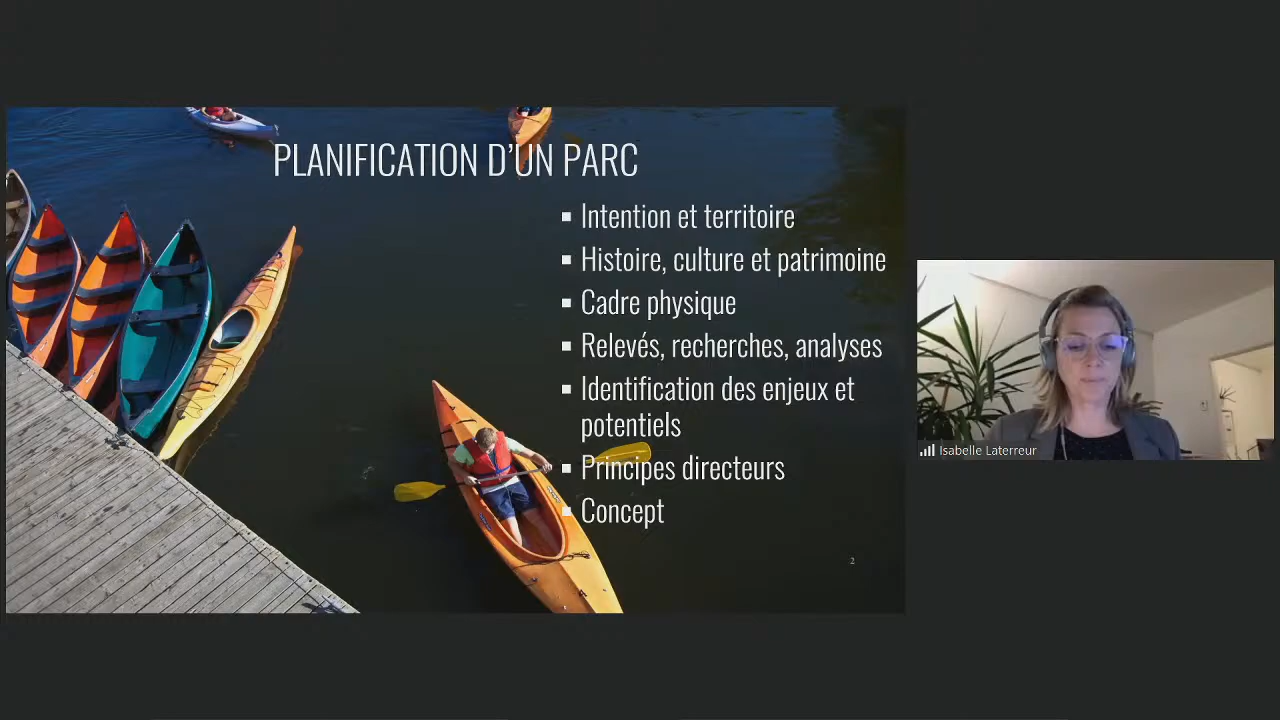 PLANIFICATION D’UN PARC
▪ Intention et territoire
▪ Histoire, culture et patrimoine
▪ Cadre physique
▪ Relevés, recherches, analyses
▪ Identification des enjeux et
potentiels
▪ Principes directeurs
▪ Concept
2
Isabelle Laterreur